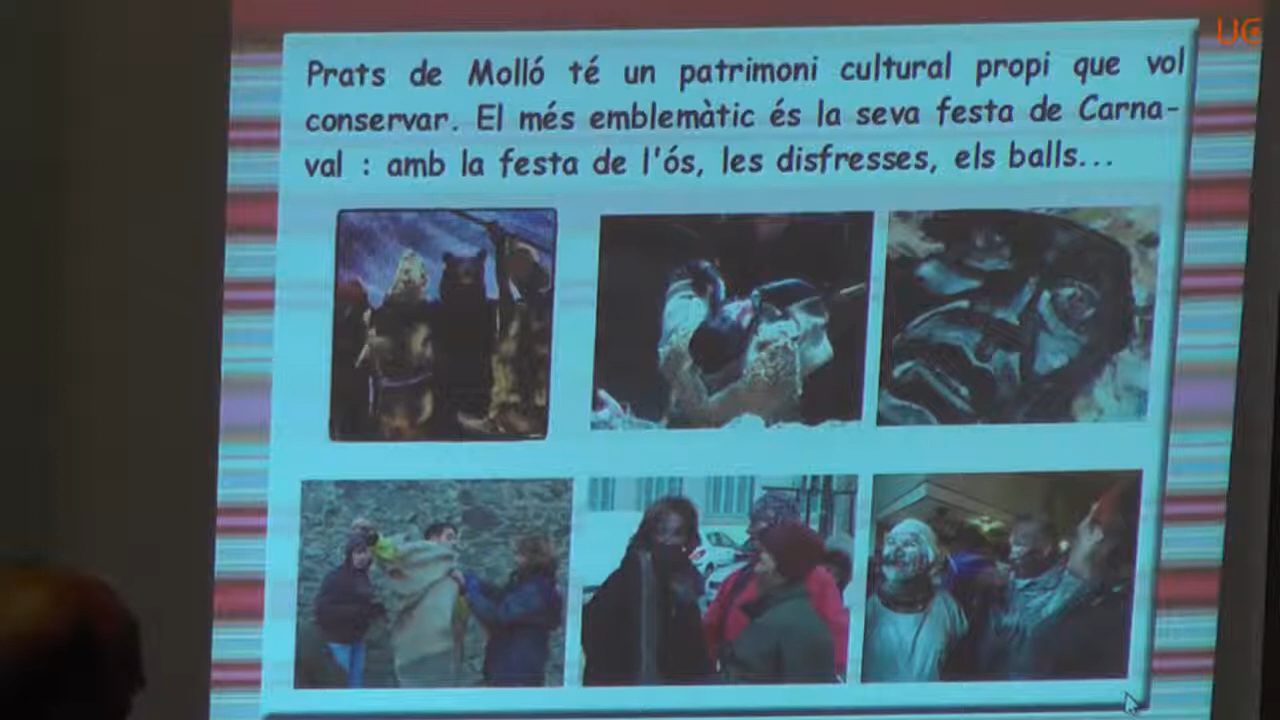 Prats de Molló té un patrimoni cultural propi que vol
conservar. El més emblemàtic és la seva festa de Carna-
val : amb la festa de l'ós, les disfresses, els balls...